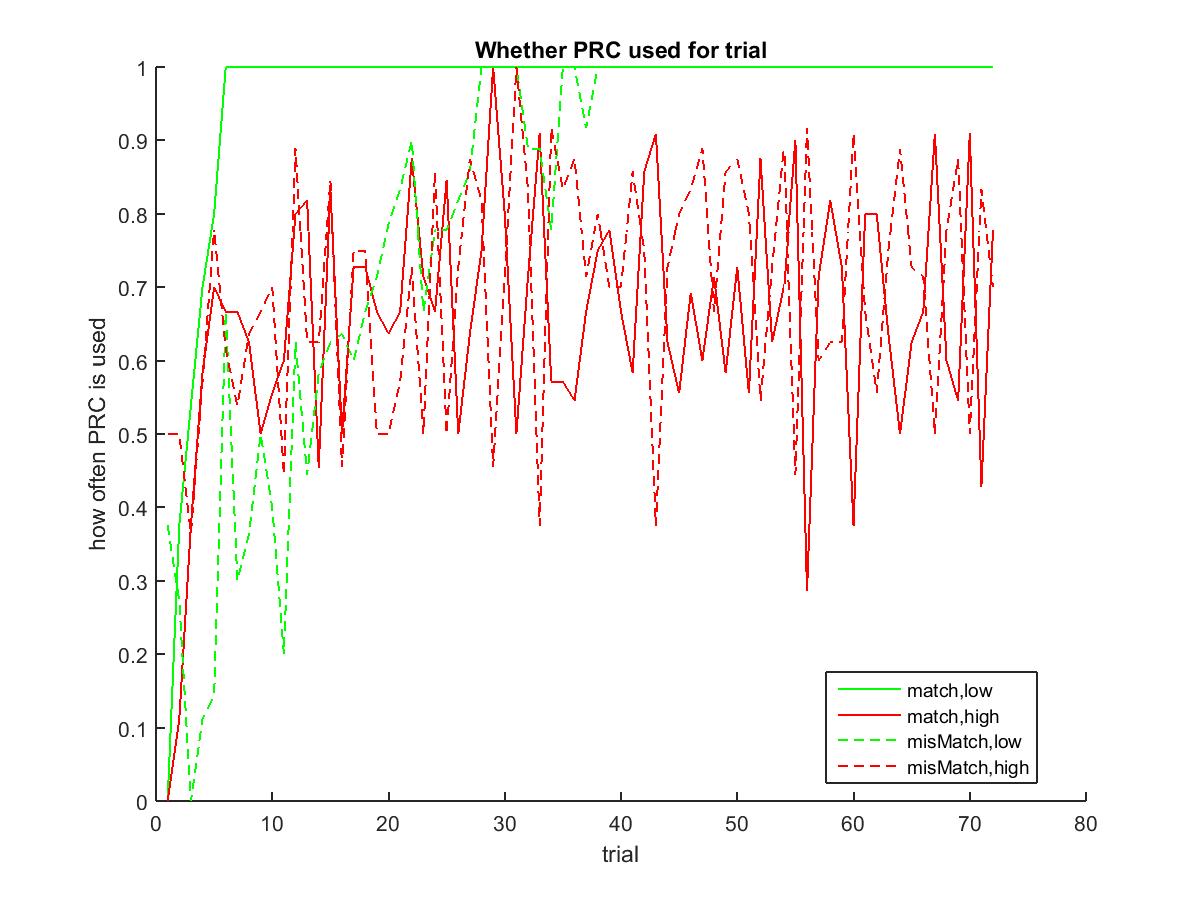 Whether PRC used for trial
how often PRC is used
1
0.9
0.8
0.7
0.6
0.5
0.4
0.3
0.2
0.1
0
match,low
match,high
misMatch,low
misMatch,high
0 10 20 30 40 50 60 70 80
trial